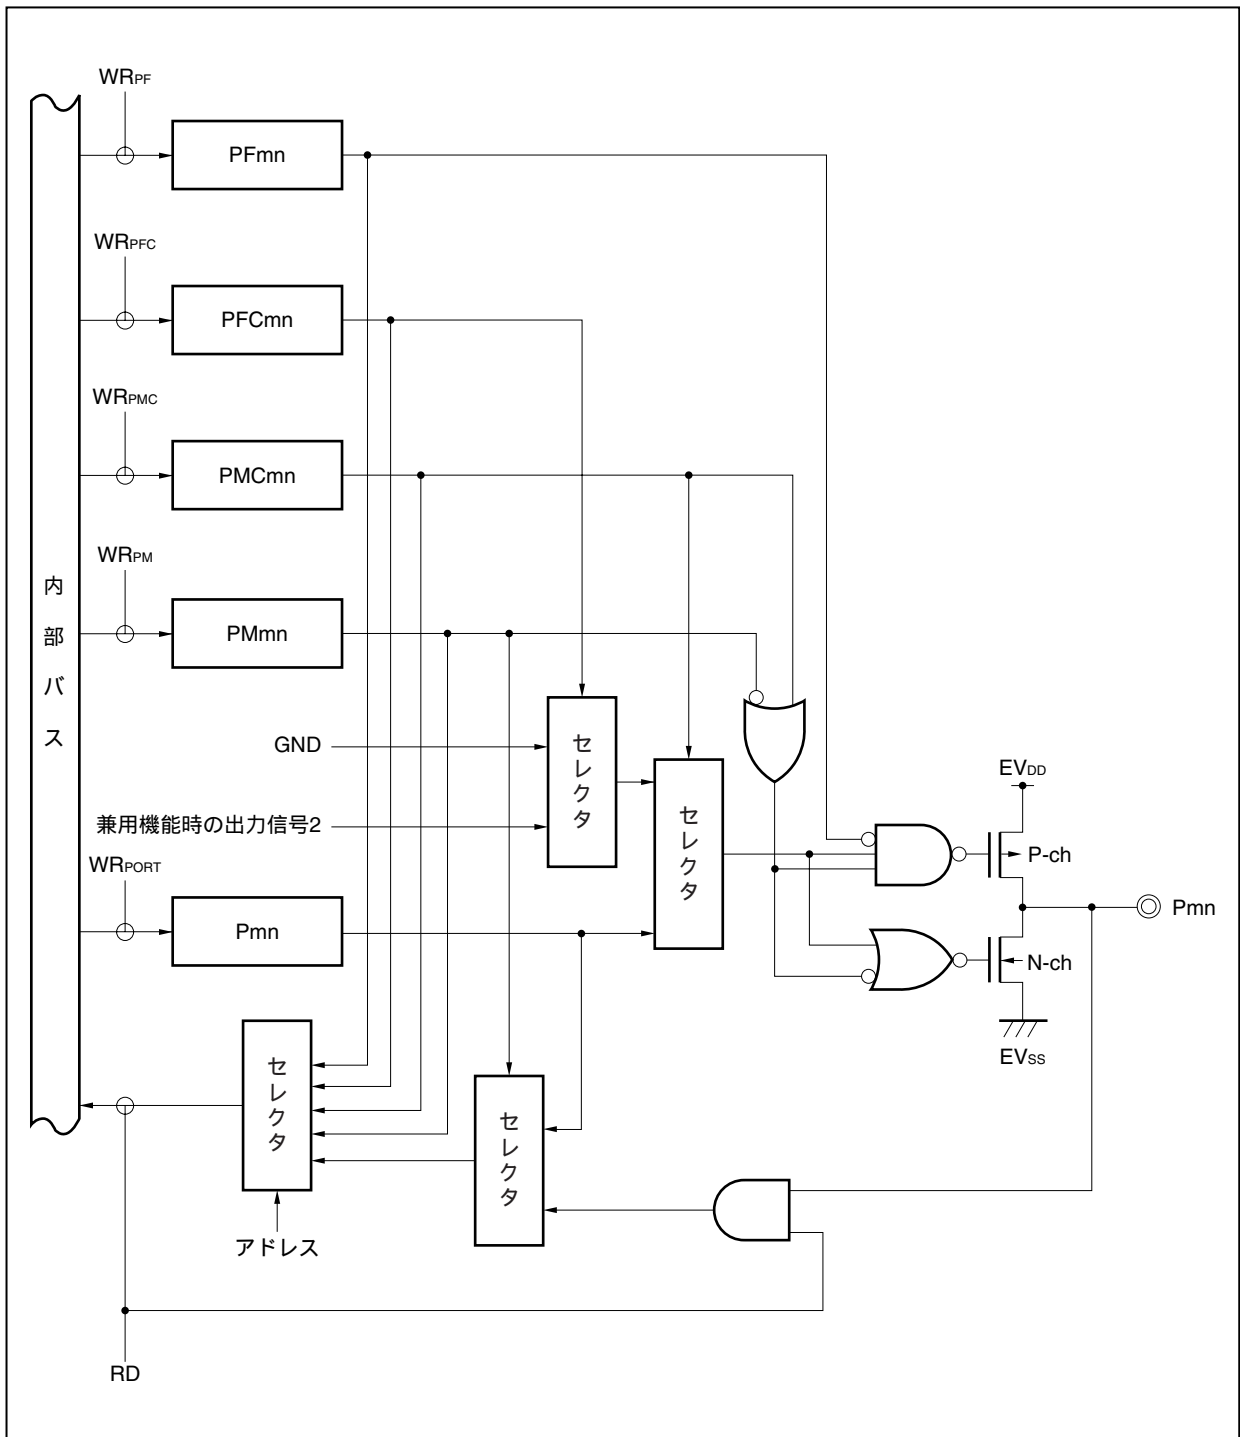 WRPF
PFmn
WRPFC
PFCmn
WRPMC
PMCmn
WRPM
PMmn
内部バス
GND
セレクタ
兼用機能時の出力信号2
セレクタ
WRPORT
Pmn
EVDD
P-ch
Pmn
N-ch
EVSS
セレクタ
セレクタ
アドレス
RD